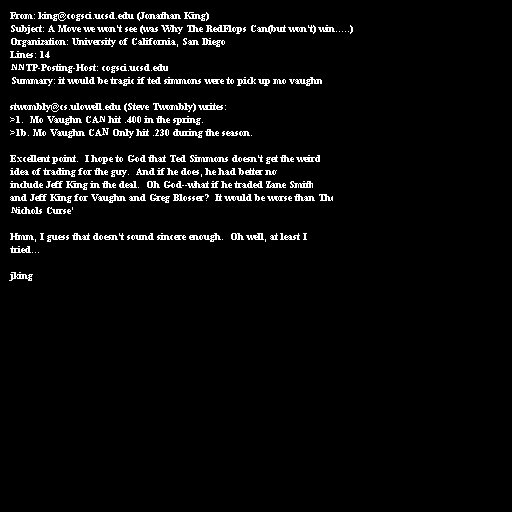 From: king@cogsci.ucsd.edu (Jonathan King)
Subject: A Move we won't see (was Why The RedFlops Can(but won't) win.....)
Organization: University of California, San Diego
Lines: 14
NNTP-Posting-Host: cogsci.ucsd.edu
Summary: it would be tragic if ted simmons were to pick up mo vaughn

stwombly@cs.ulowell.edu (Steve Twombly) writes:
>1.  Mo Vaughn CAN hit .400 in the spring.
>1b. Mo Vaughn CAN Only hit .230 during the season.

Excellent point.  I hope to God that Ted Simmons doesn't get the weird
idea of trading for the guy.  And if he does, he had better no
include Jeff King in the deal.  Oh God--what if he traded Zane Smith
and Jeff King for Vaughn and Greg Blosser?  It would be worse than The
Nichols Curse'

Hmm, I guess that doesn't sound sincere enough.  Oh well, at least I
tried...

jking